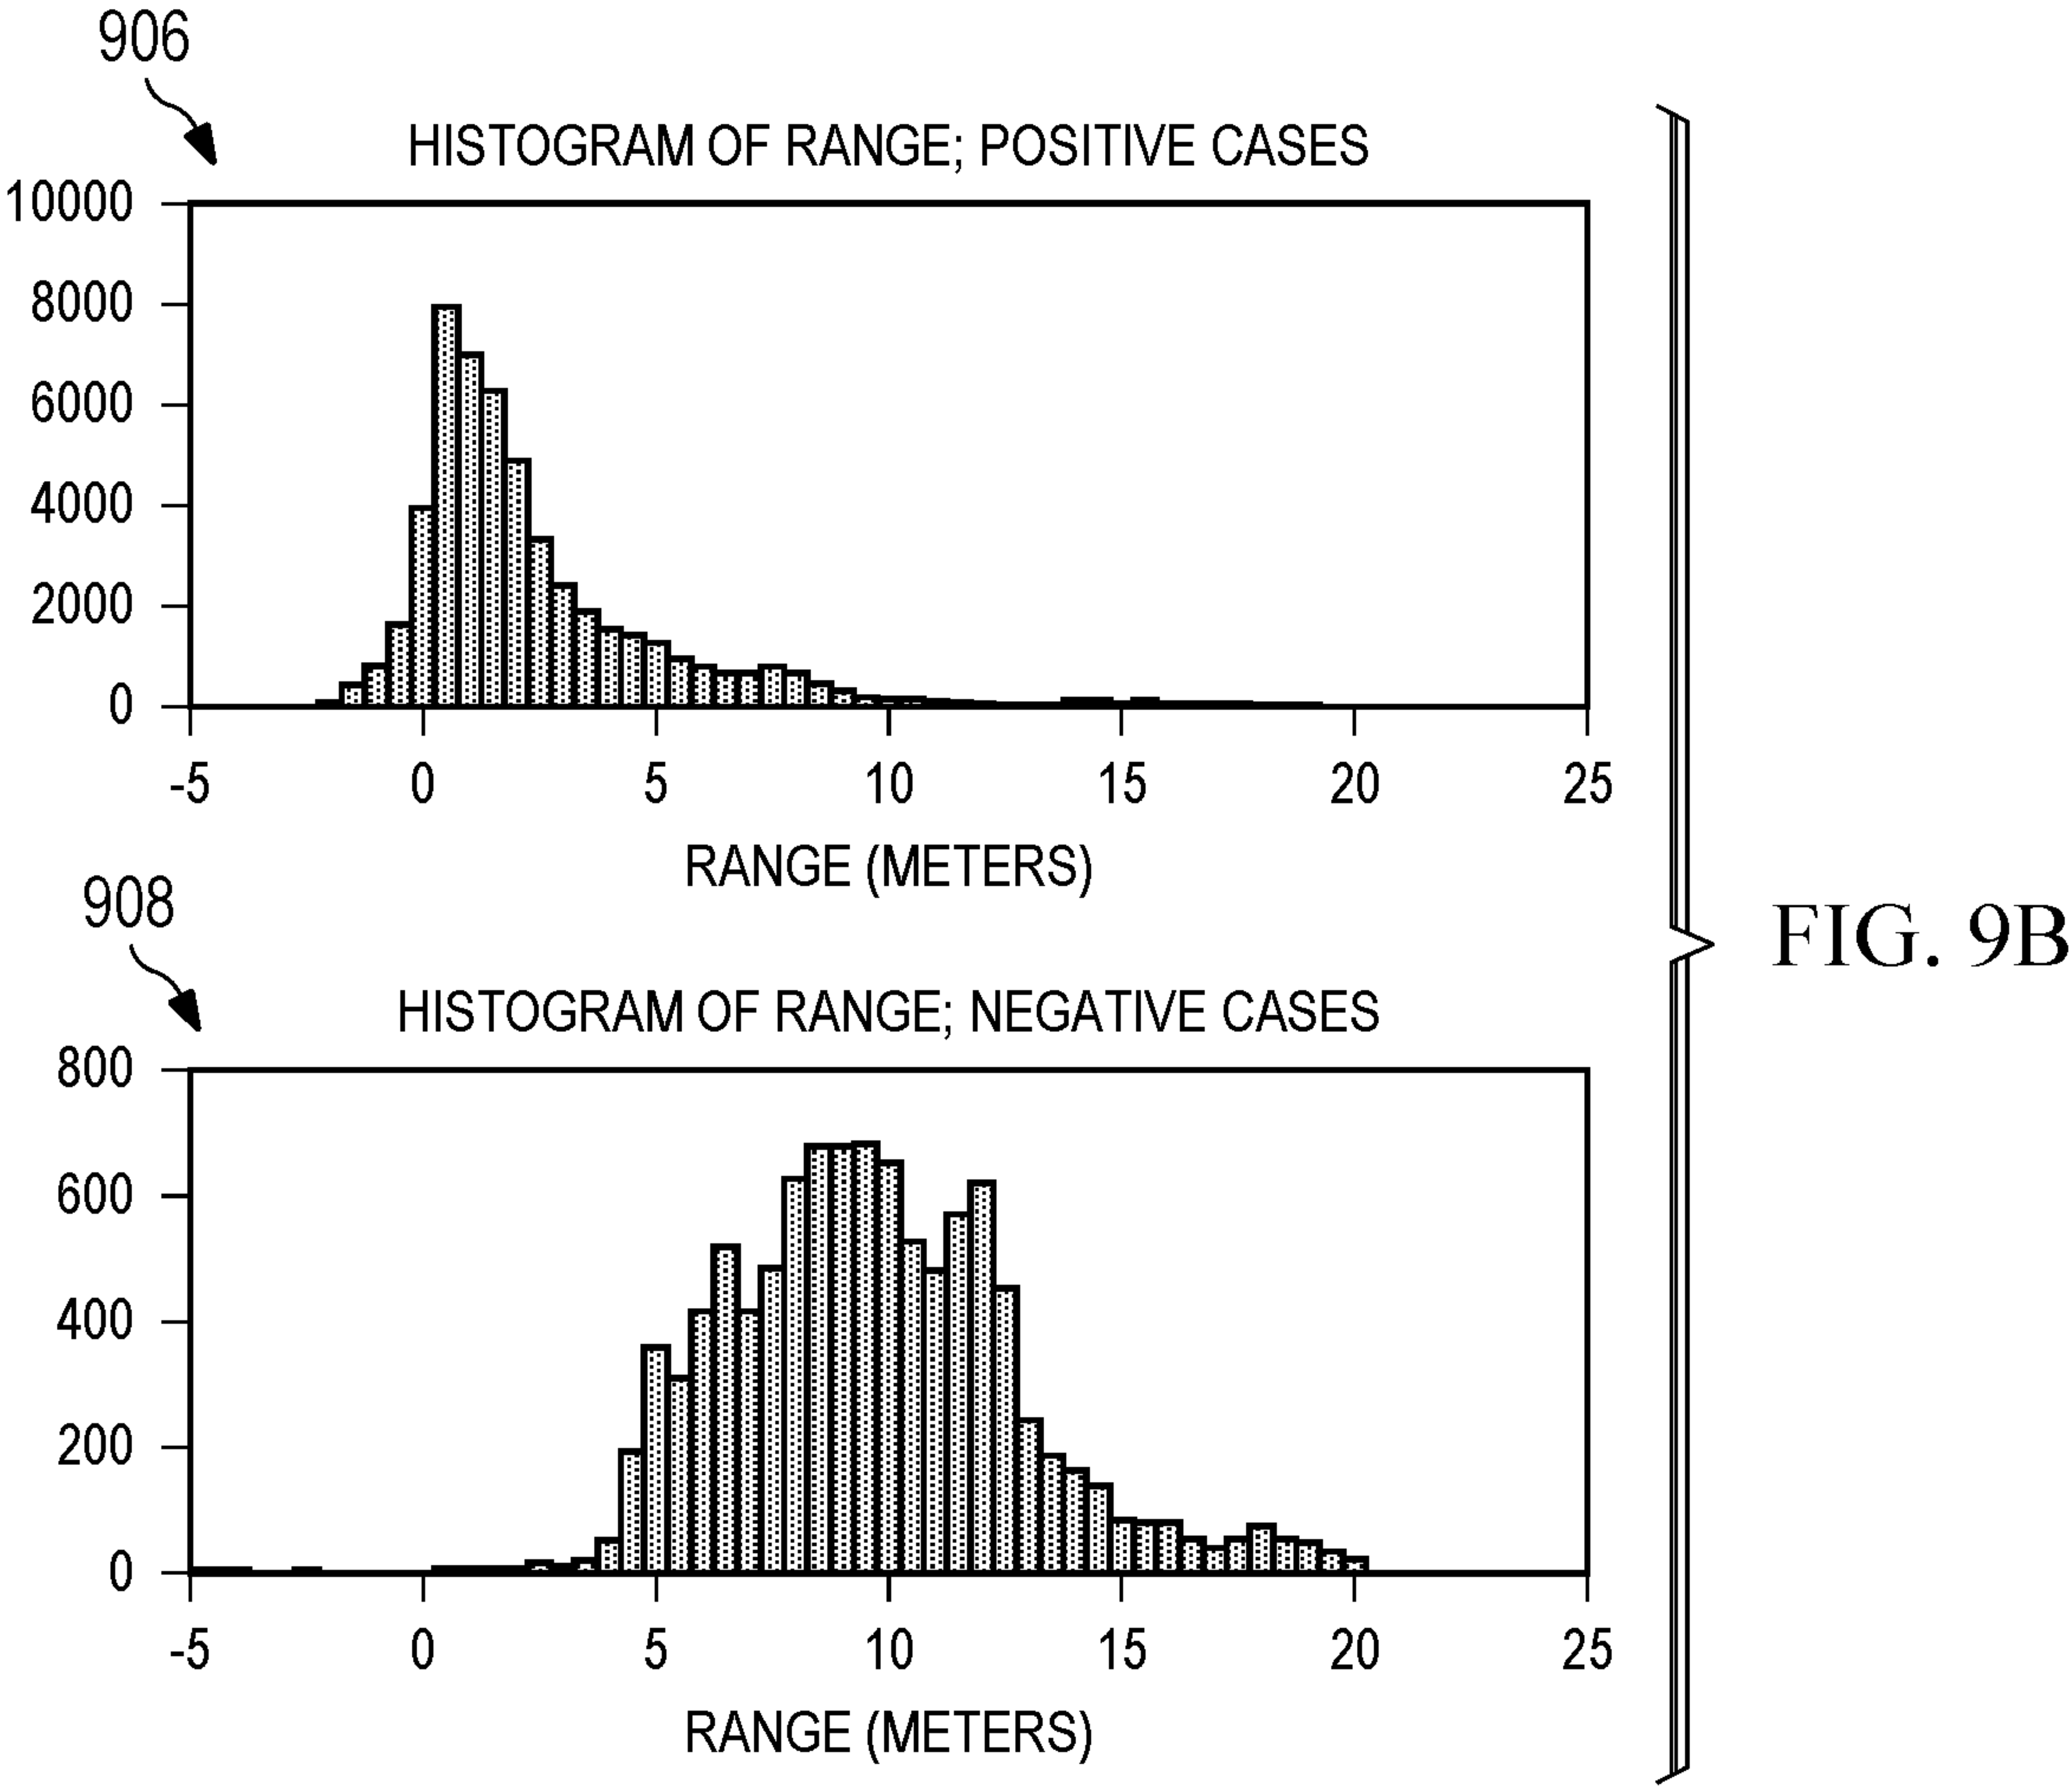 906
HISTOGRAM OF RANGE; POSITIVE CASES
10000
8000
6000
4000
2000
0
-5 0 5 10 15 20 25
RANGE (METERS)
908
HISTOGRAM OF RANGE; NEGATIVE CASES
800
600
400
200
0
-5 0 5 10 15 20 25
RANGE (METERS)
FIG. 9B